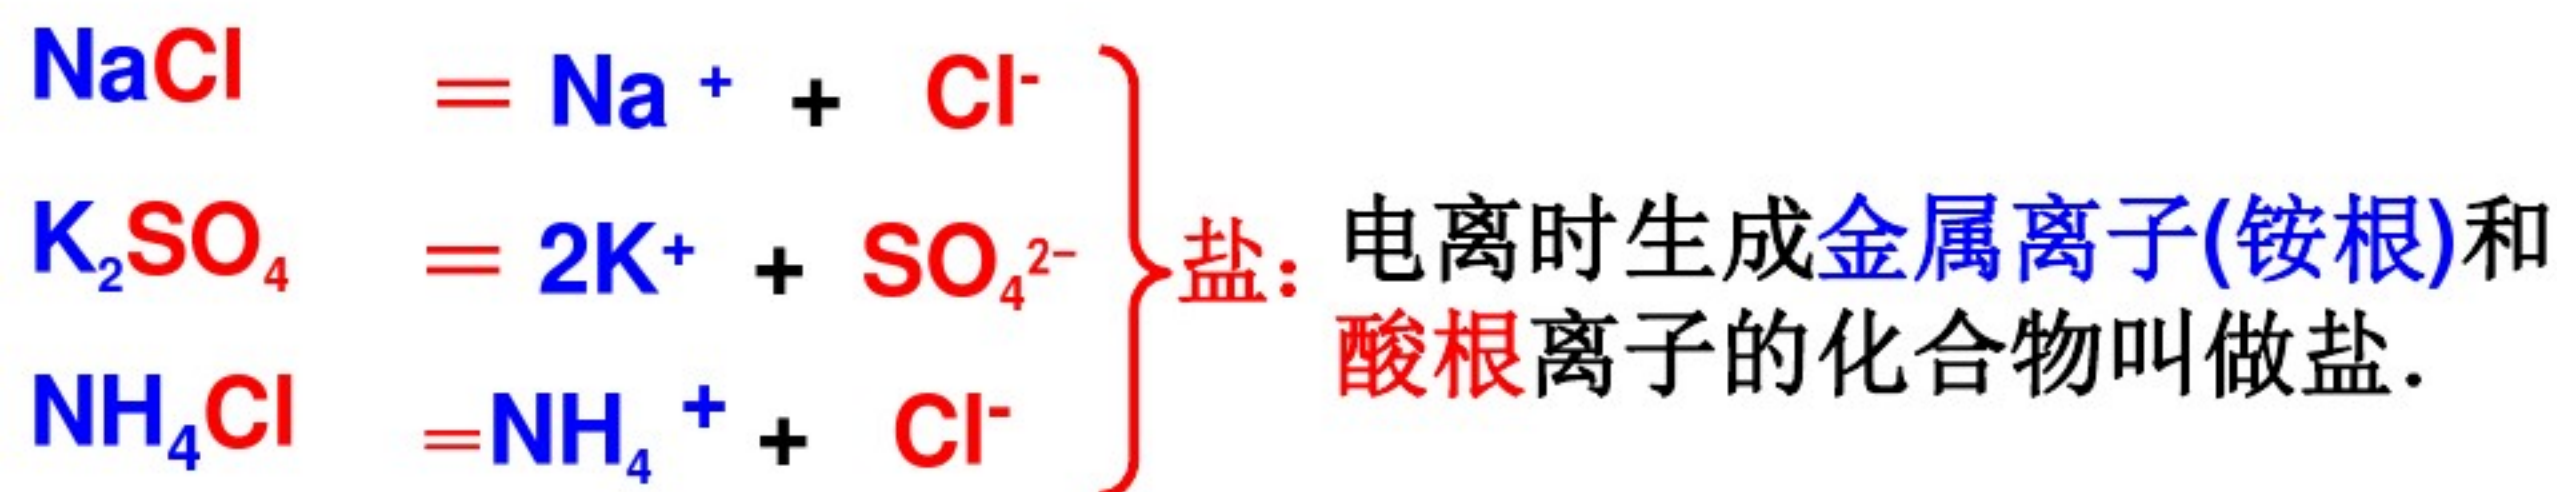 NaCl = Na⁺ + Cl⁻
K₂SO₄ = 2K⁺ + SO₄²⁻
NH₄Cl = NH₄⁺ + Cl⁻
盐：电离时生成金属离子(铵根)和
酸根离子的化合物叫做盐.